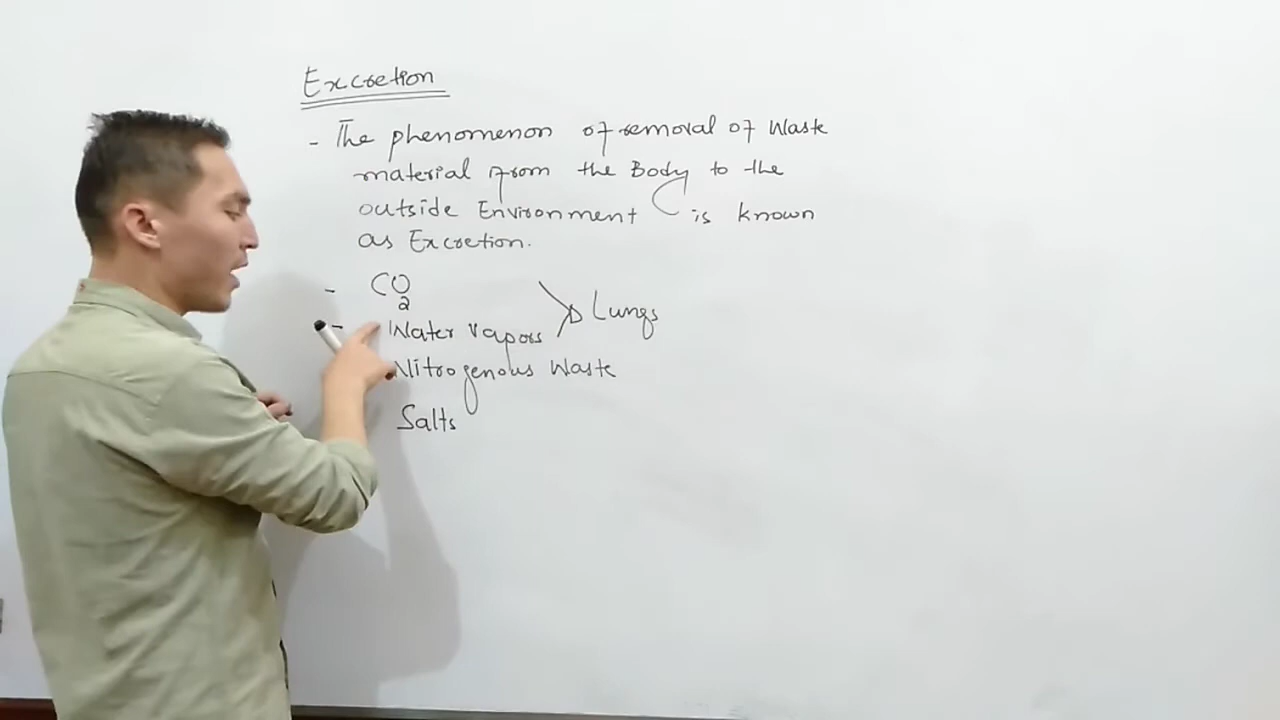 Excretion
- The phenomenon of removal of Waste
material from the Body to the
outside Environment is known
as Excretion.
- CO2
- Water vapors
Lungs
Nitrogenous Waste
Salts